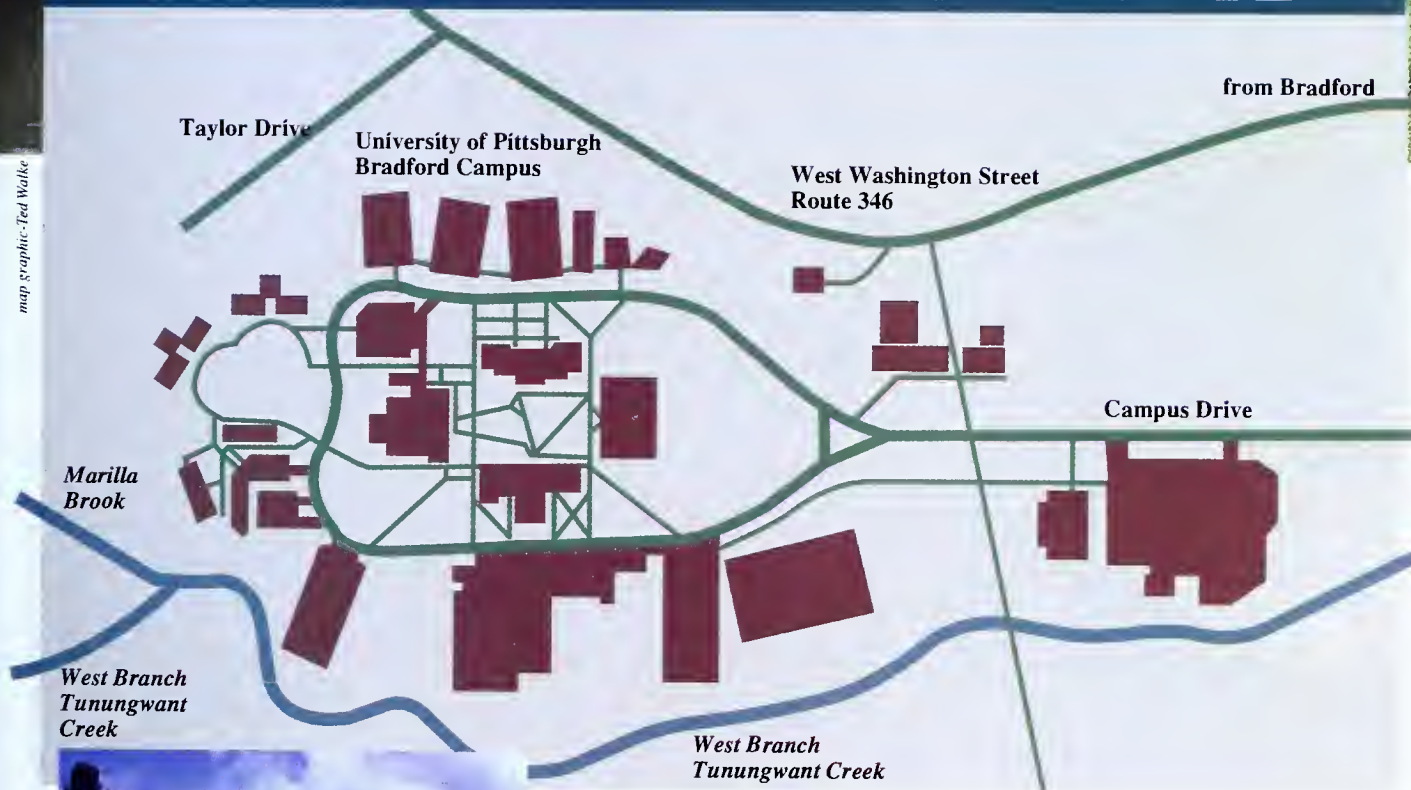 from Bradford
Taylor Drive
University of Pittsburgh
Bradford Campus
West Washington Street
Route 346
map graphic-Ted Walke
Campus Drive
Marilla
Brook
West Branch
Tunungwant
Creek
West Branch
Tunungwant Creek